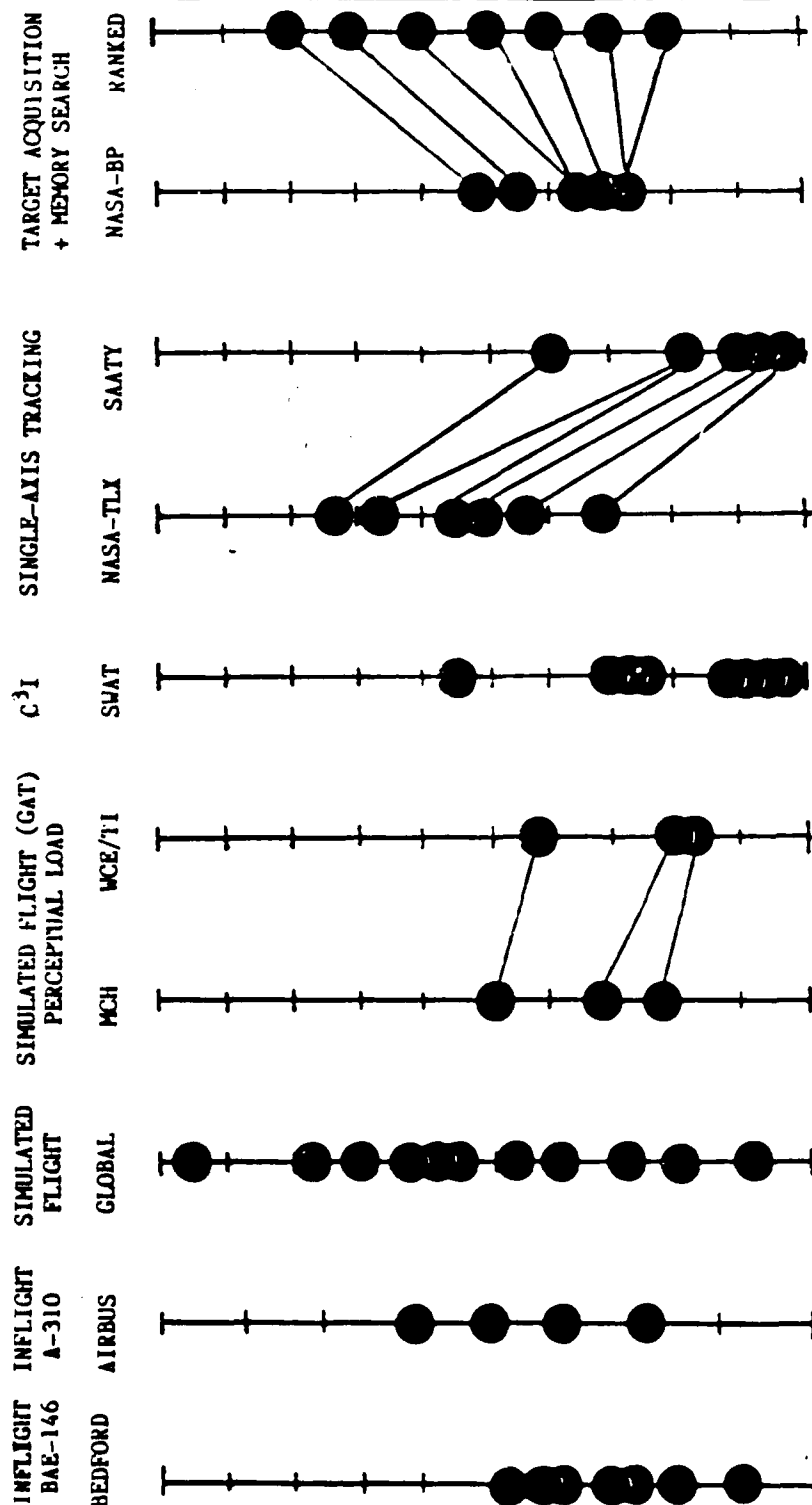 TARGET ACQUISITION
+ MEMORY SEARCH
RANKED
NASA-BP
SINGLE-AXIS TRACKING
SAATY
NASA-TLX
C³I
SWAT
SIMULATED FLIGHT (GAT)
PERCEPTUAL LOAD
WCE/TI
MCH
SIMULATED
FLIGHT
GLOBAL
INFLIGHT
A-310
AIRBUS
INFLIGHT
BAE-146
BEDFORD